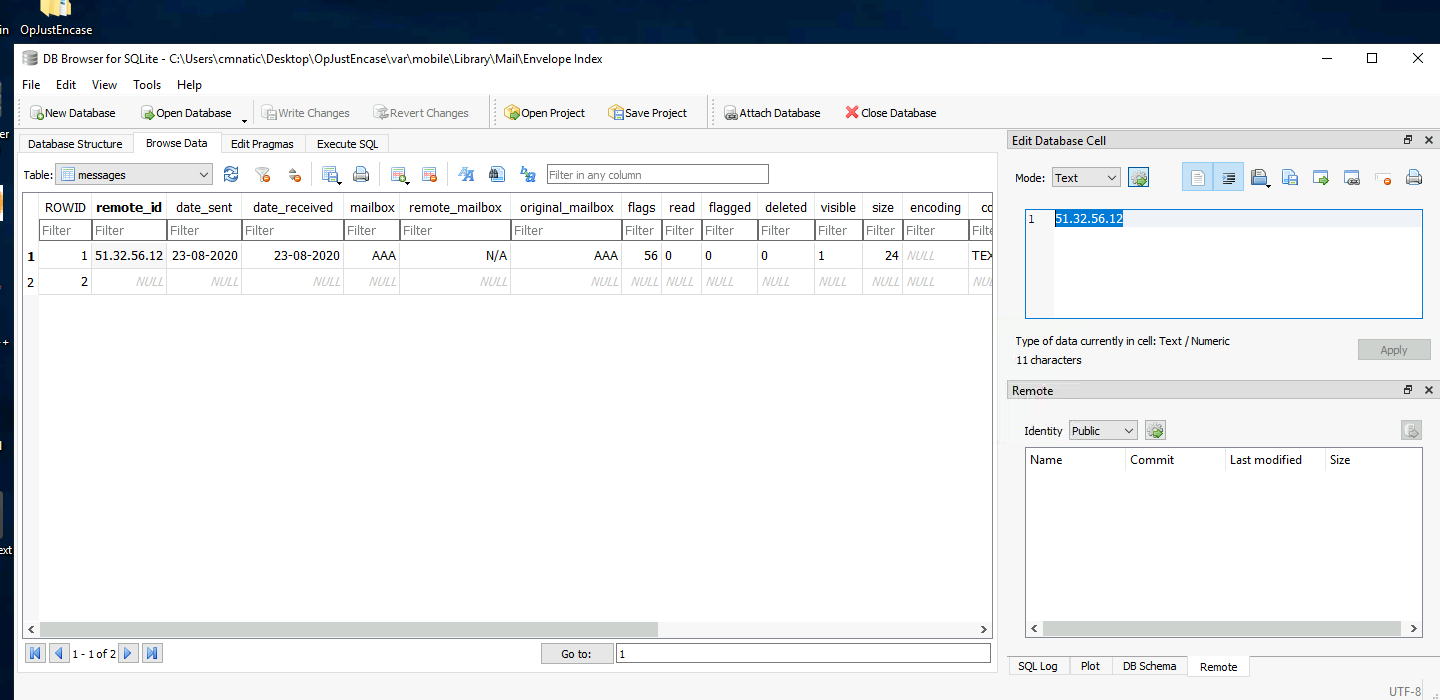 in OpJustEncase
DB Browser for SQLite - C:\Users\cmnatic\Desktop\OpJustEncase\var\mobile\Library\Mail\Envelope Index
File Edit View Tools Help
New Database Open Database Write Changes Revert Changes Open Project Save Project Attach Database Close Database
Database Structure Browse Data Edit Pragmas Execute SQL
Table: messages Filter in any column
ROWID remote_id date_sent date_received mailbox remote_mailbox original_mailbox flags read flagged deleted visible size encoding co
Filter Filter Filter Filter Filter Filter Filter Filter Filter Filter Filter Filter Filter Filter Filte
1 1 51.32.56.12 23-08-2020 23-08-2020 AAA N/A AAA 56 0 0 0 1 24 NULL TEX
2 2 NULL NULL NULL NULL NULL NULL NULL NULL NULL NULL NULL NULL NULL NUL
1 - 1 of 2 Go to: 1
Edit Database Cell
Mode: Text
1 51.32.56.12
Type of data currently in cell: Text / Numeric
11 characters
Apply
Remote
Identity Public
Name Commit Last modified Size
SQL Log Plot DB Schema Remote
UTF-8
er
+
ext